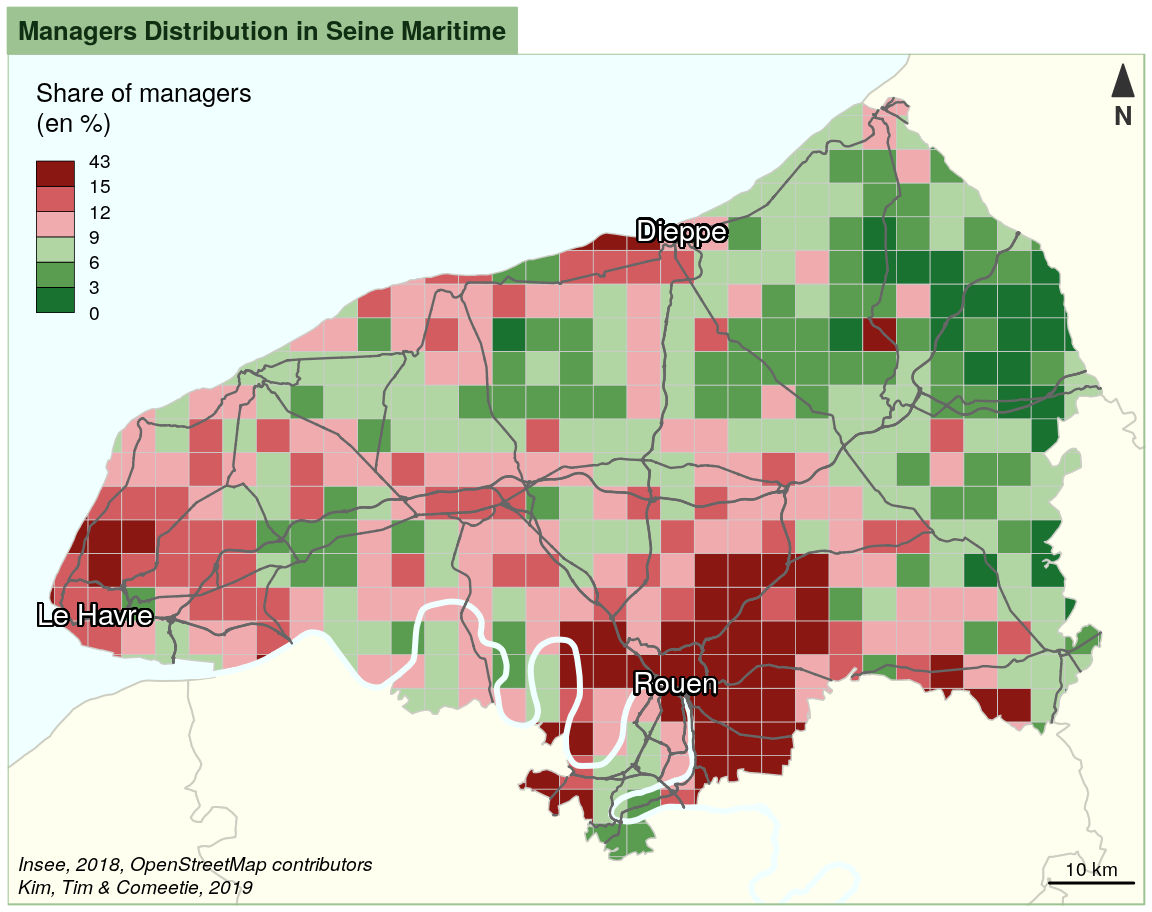 Managers Distribution in Seine Maritime
Share of managers
(en %)
43
15
12
9
6
3
0
N
Dieppe
Le Havre
Rouen
Insee, 2018, OpenStreetMap contributors
Kim, Tim & Comeetie, 2019
10 km